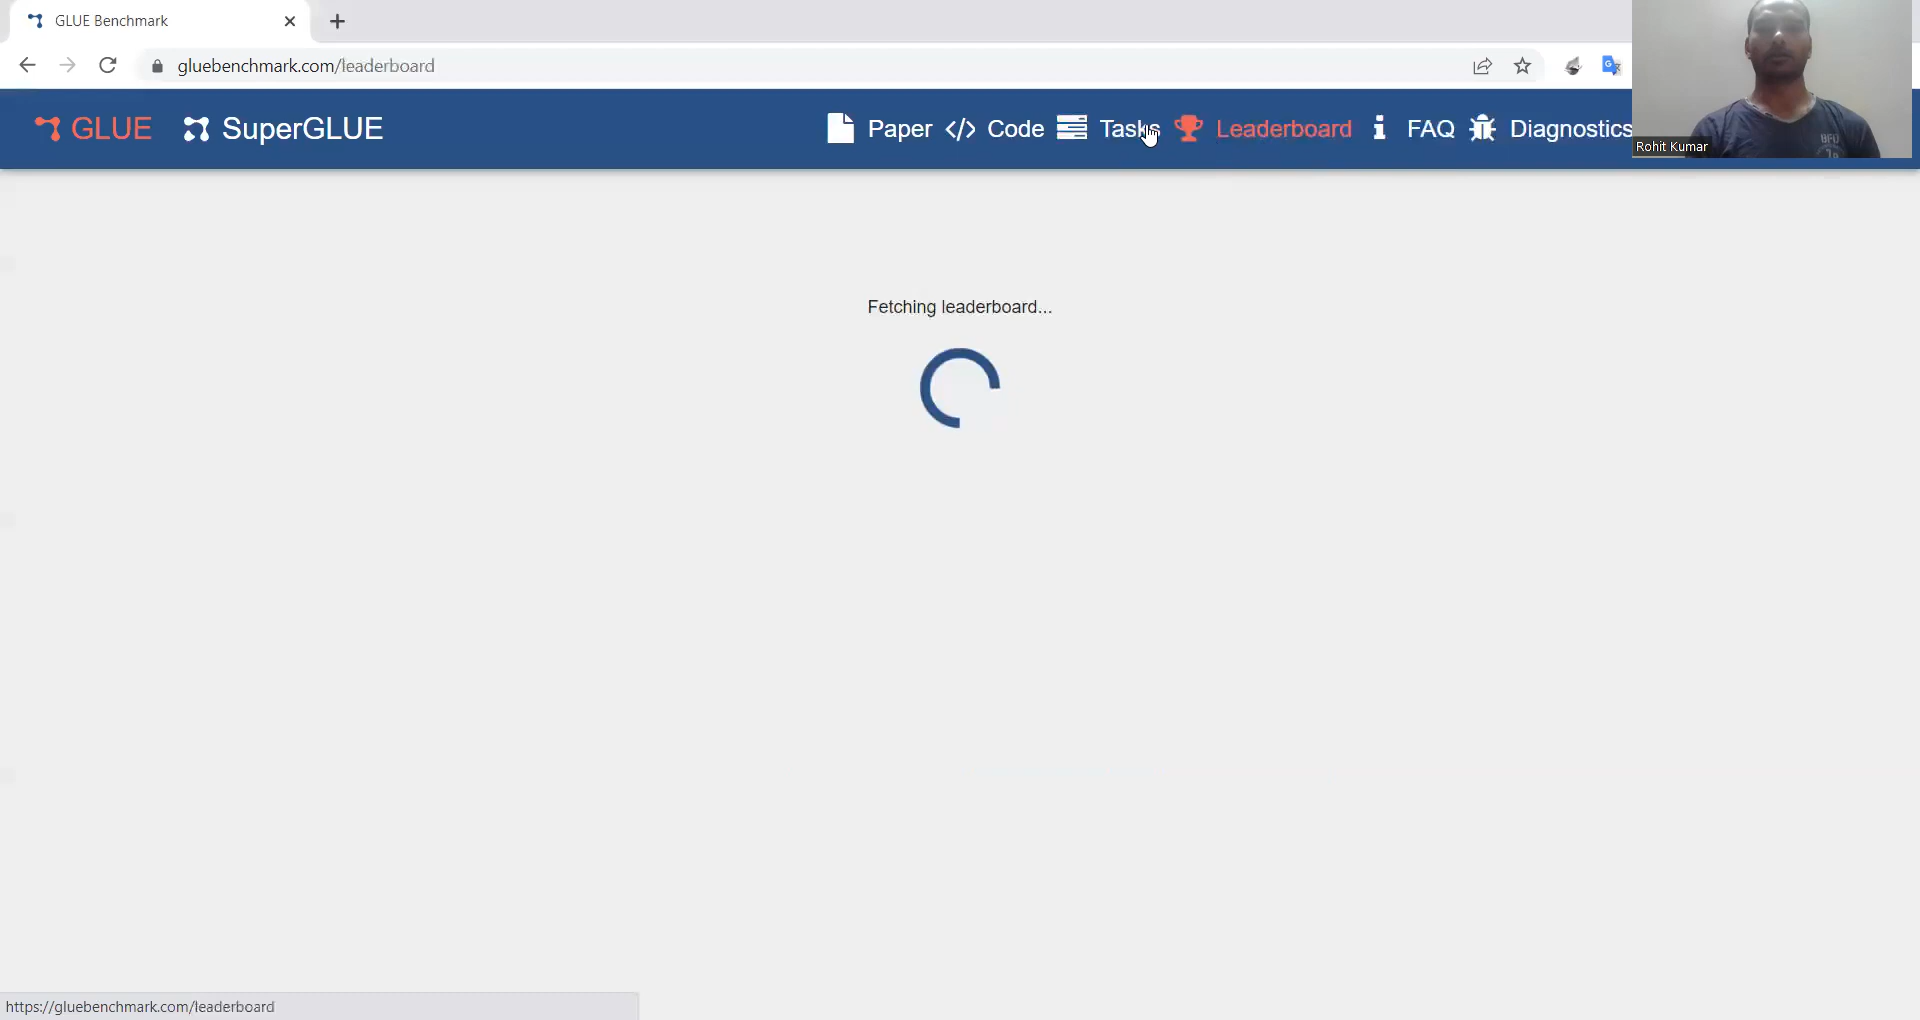 GLUE Benchmark
gluebenchmark.com/leaderboard
GLUE SuperGLUE Paper </> Code Tasks Leaderboard FAQ Diagnostics
Rohit Kumar
Fetching leaderboard...
https://gluebenchmark.com/leaderboard